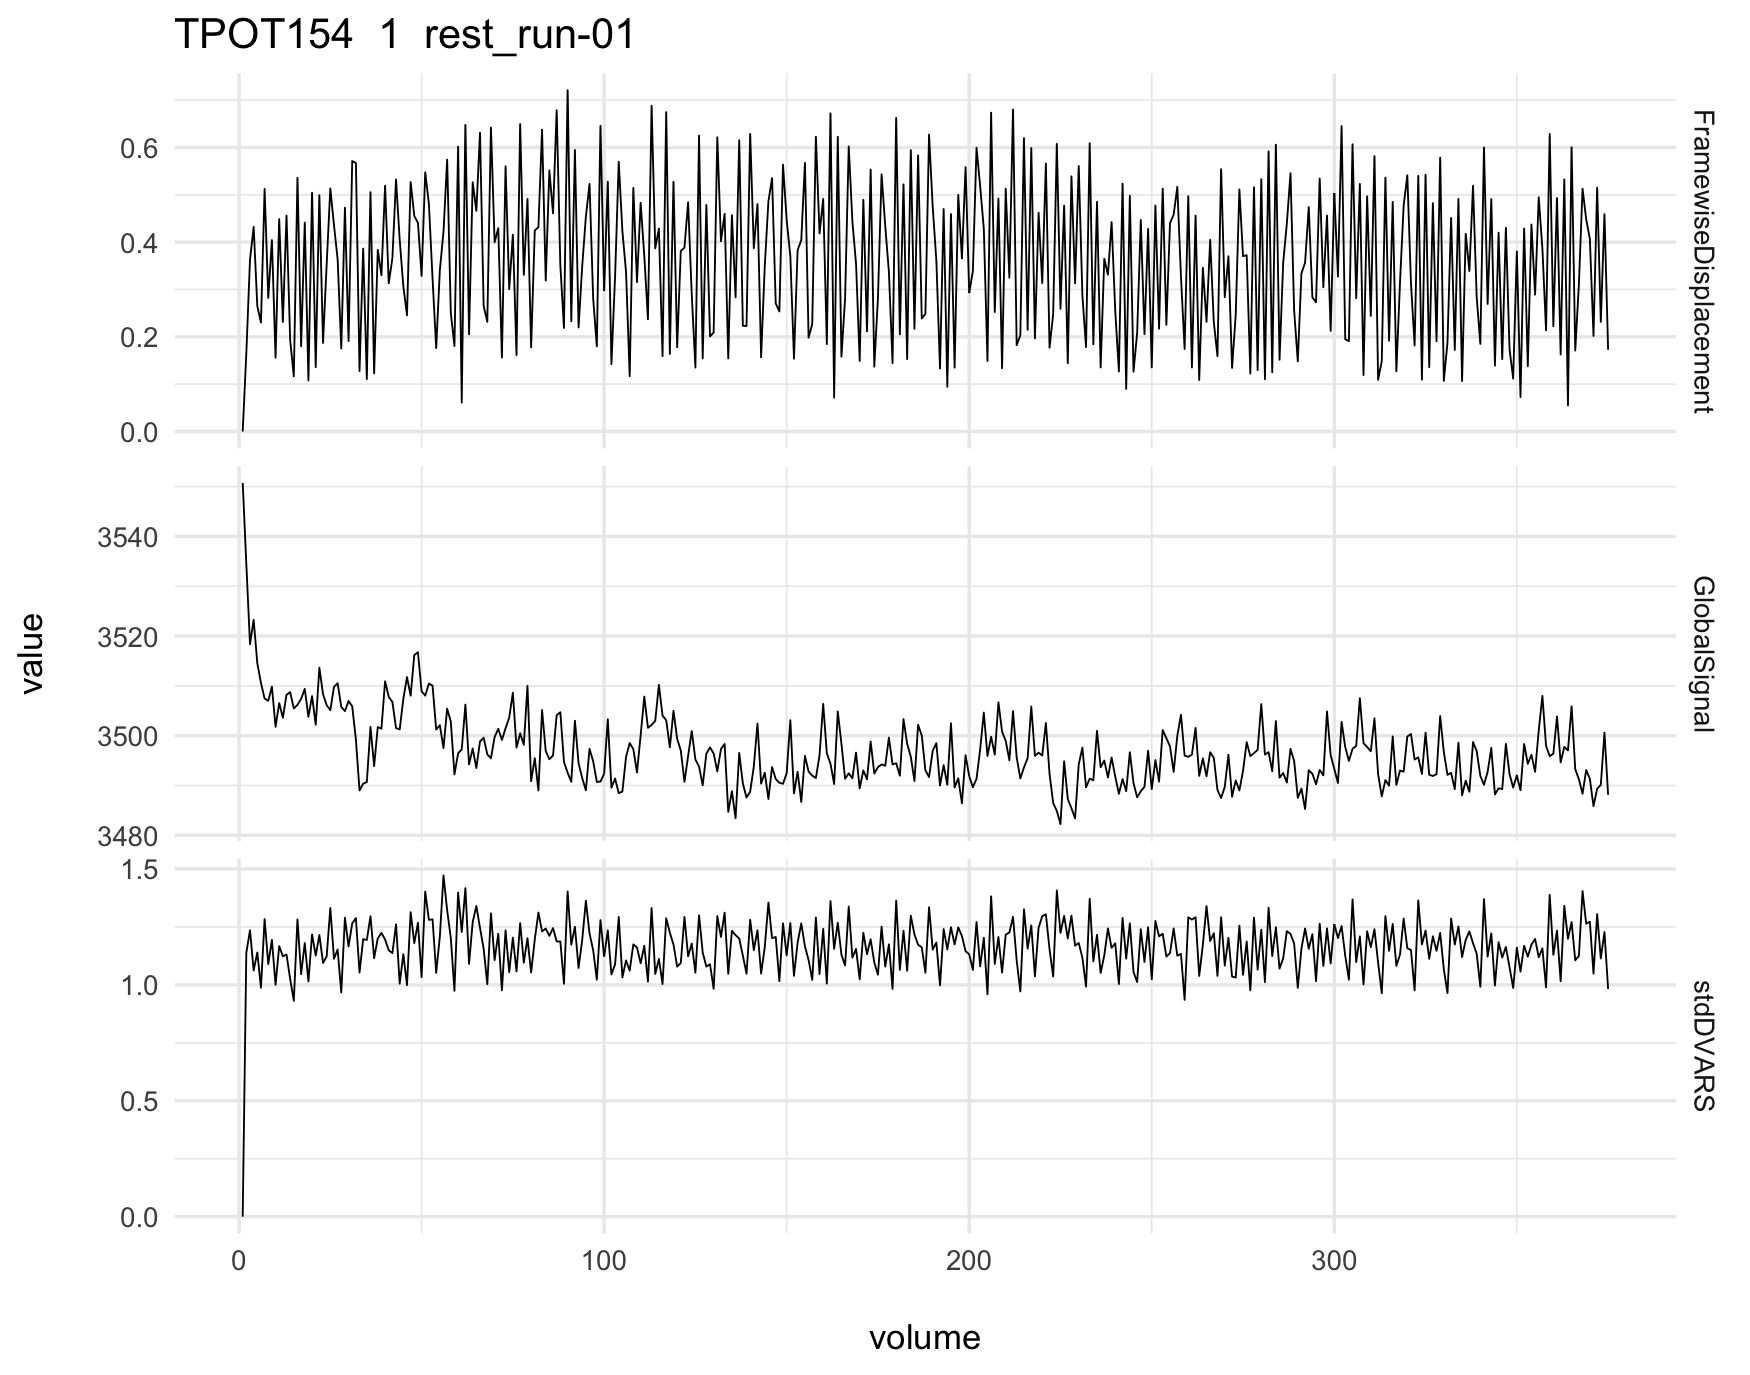 TPOT154  1  rest_run-01
0.6
0.4
0.2
0.0
FramewiseDisplacement
3540
3520
3500
3480
GlobalSignal
1.5
1.0
0.5
0.0
stdDVARS
value
0 100 200 300
volume